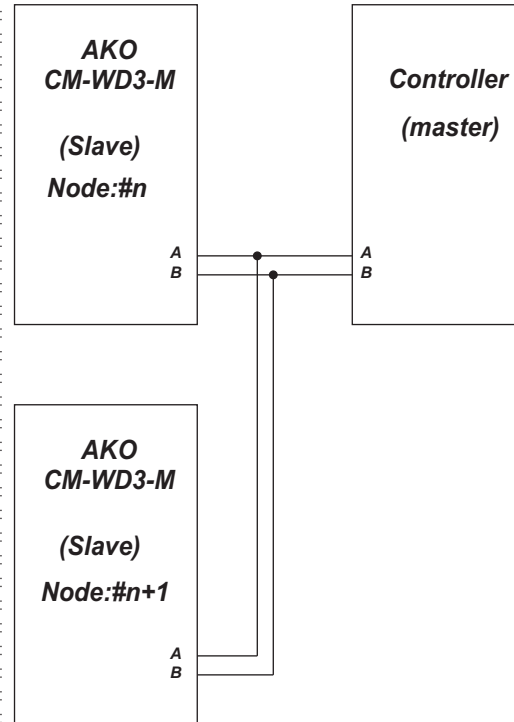 AKO
CM-WD3-M
(Slave)
Node:#n
A
B
Controller
(master)
A
B
AKO
CM-WD3-M
(Slave)
Node:#n+1
A
B